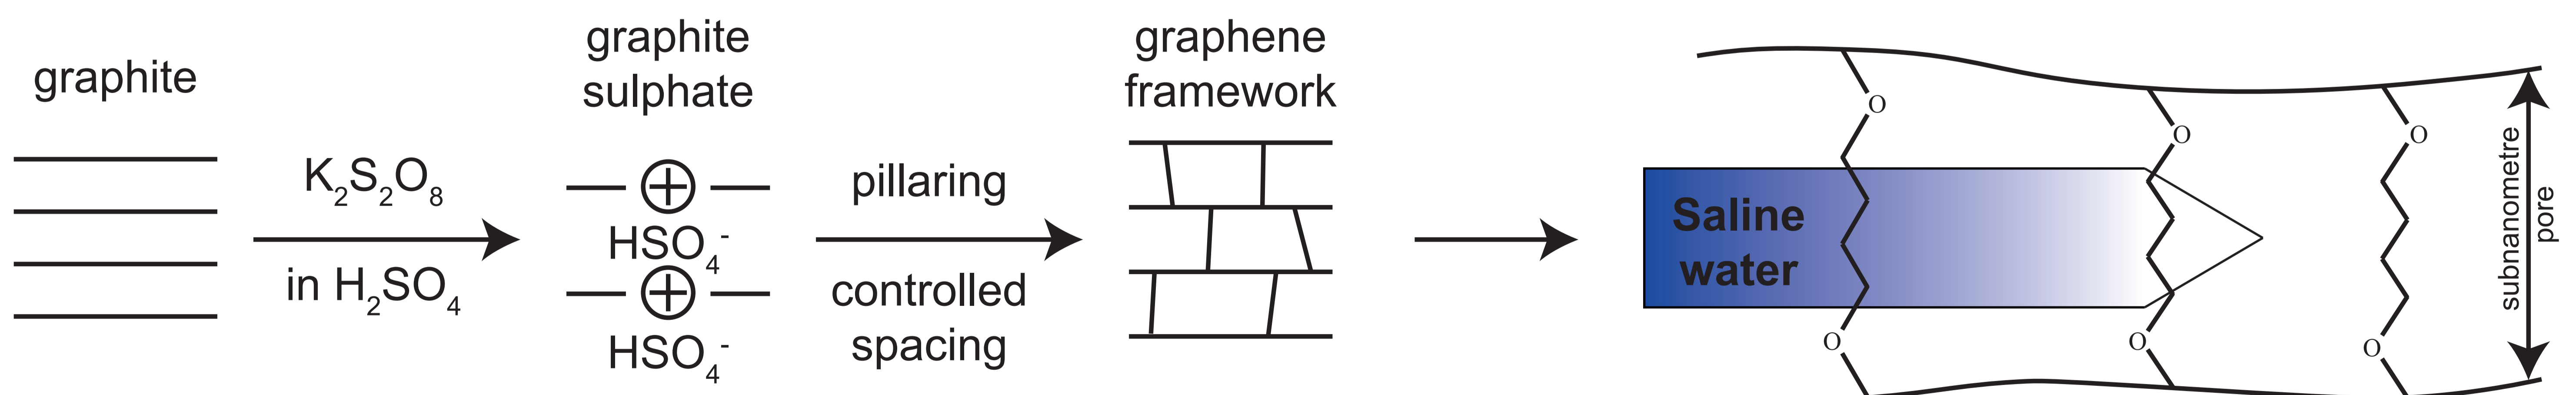 graphite
K2S2O8
in H2SO4
graphite
sulphate
⊕
HSO4-
⊕
HSO4-
pillaring
controlled
spacing
graphene
framework
Saline
water
O
O
O
O
O
O
subnanometre
pore